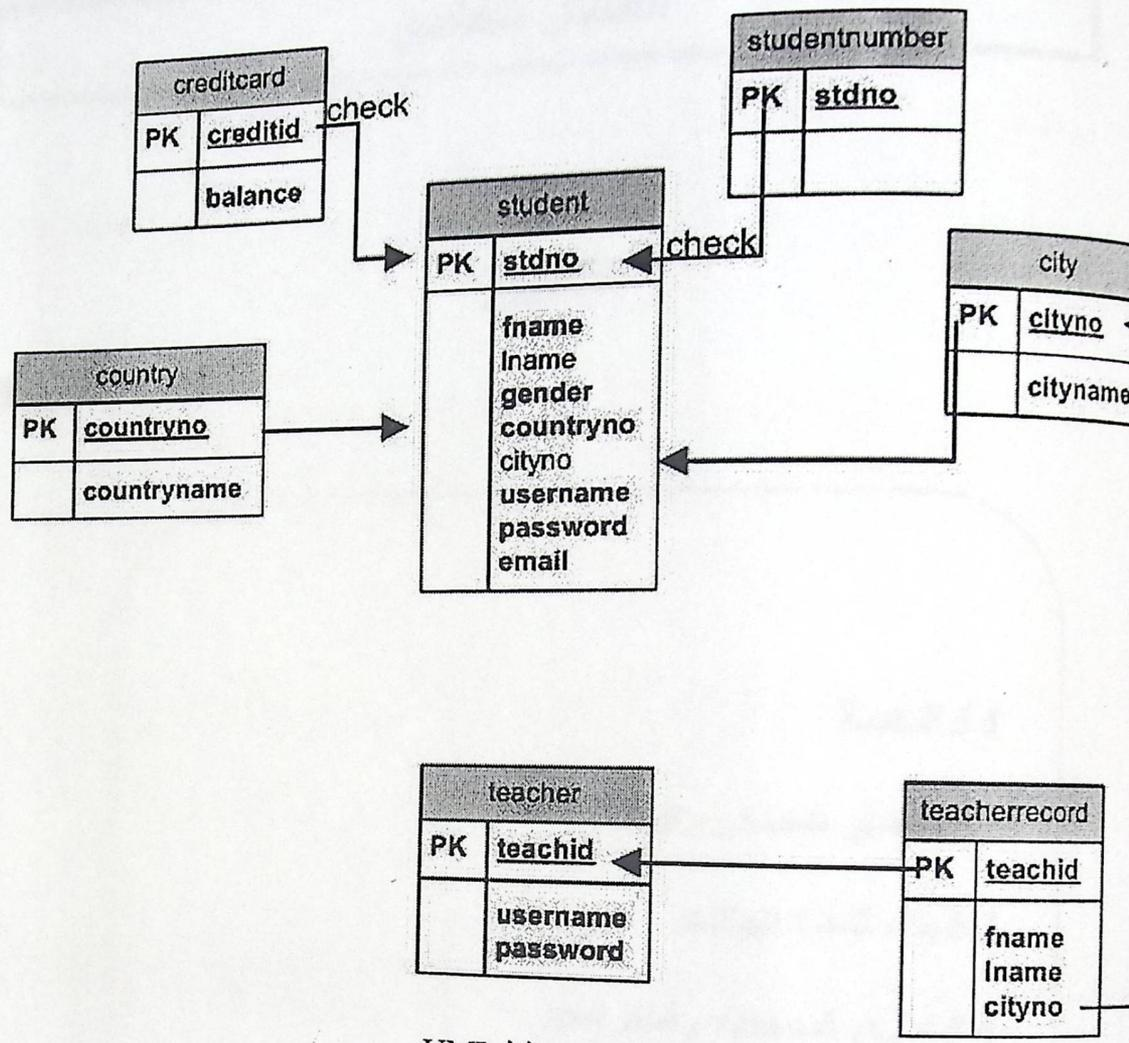 creditcard
PK creditid
balance
check
studentnumber
PK stdno
student
PK stdno
fname
lname
gender
countryno
cityno
username
password
email
check
city
PK cityno
cityname
country
PK countryno
countryname
teacher
PK teachid
username
password
teacherrecord
PK teachid
fname
lname
cityno